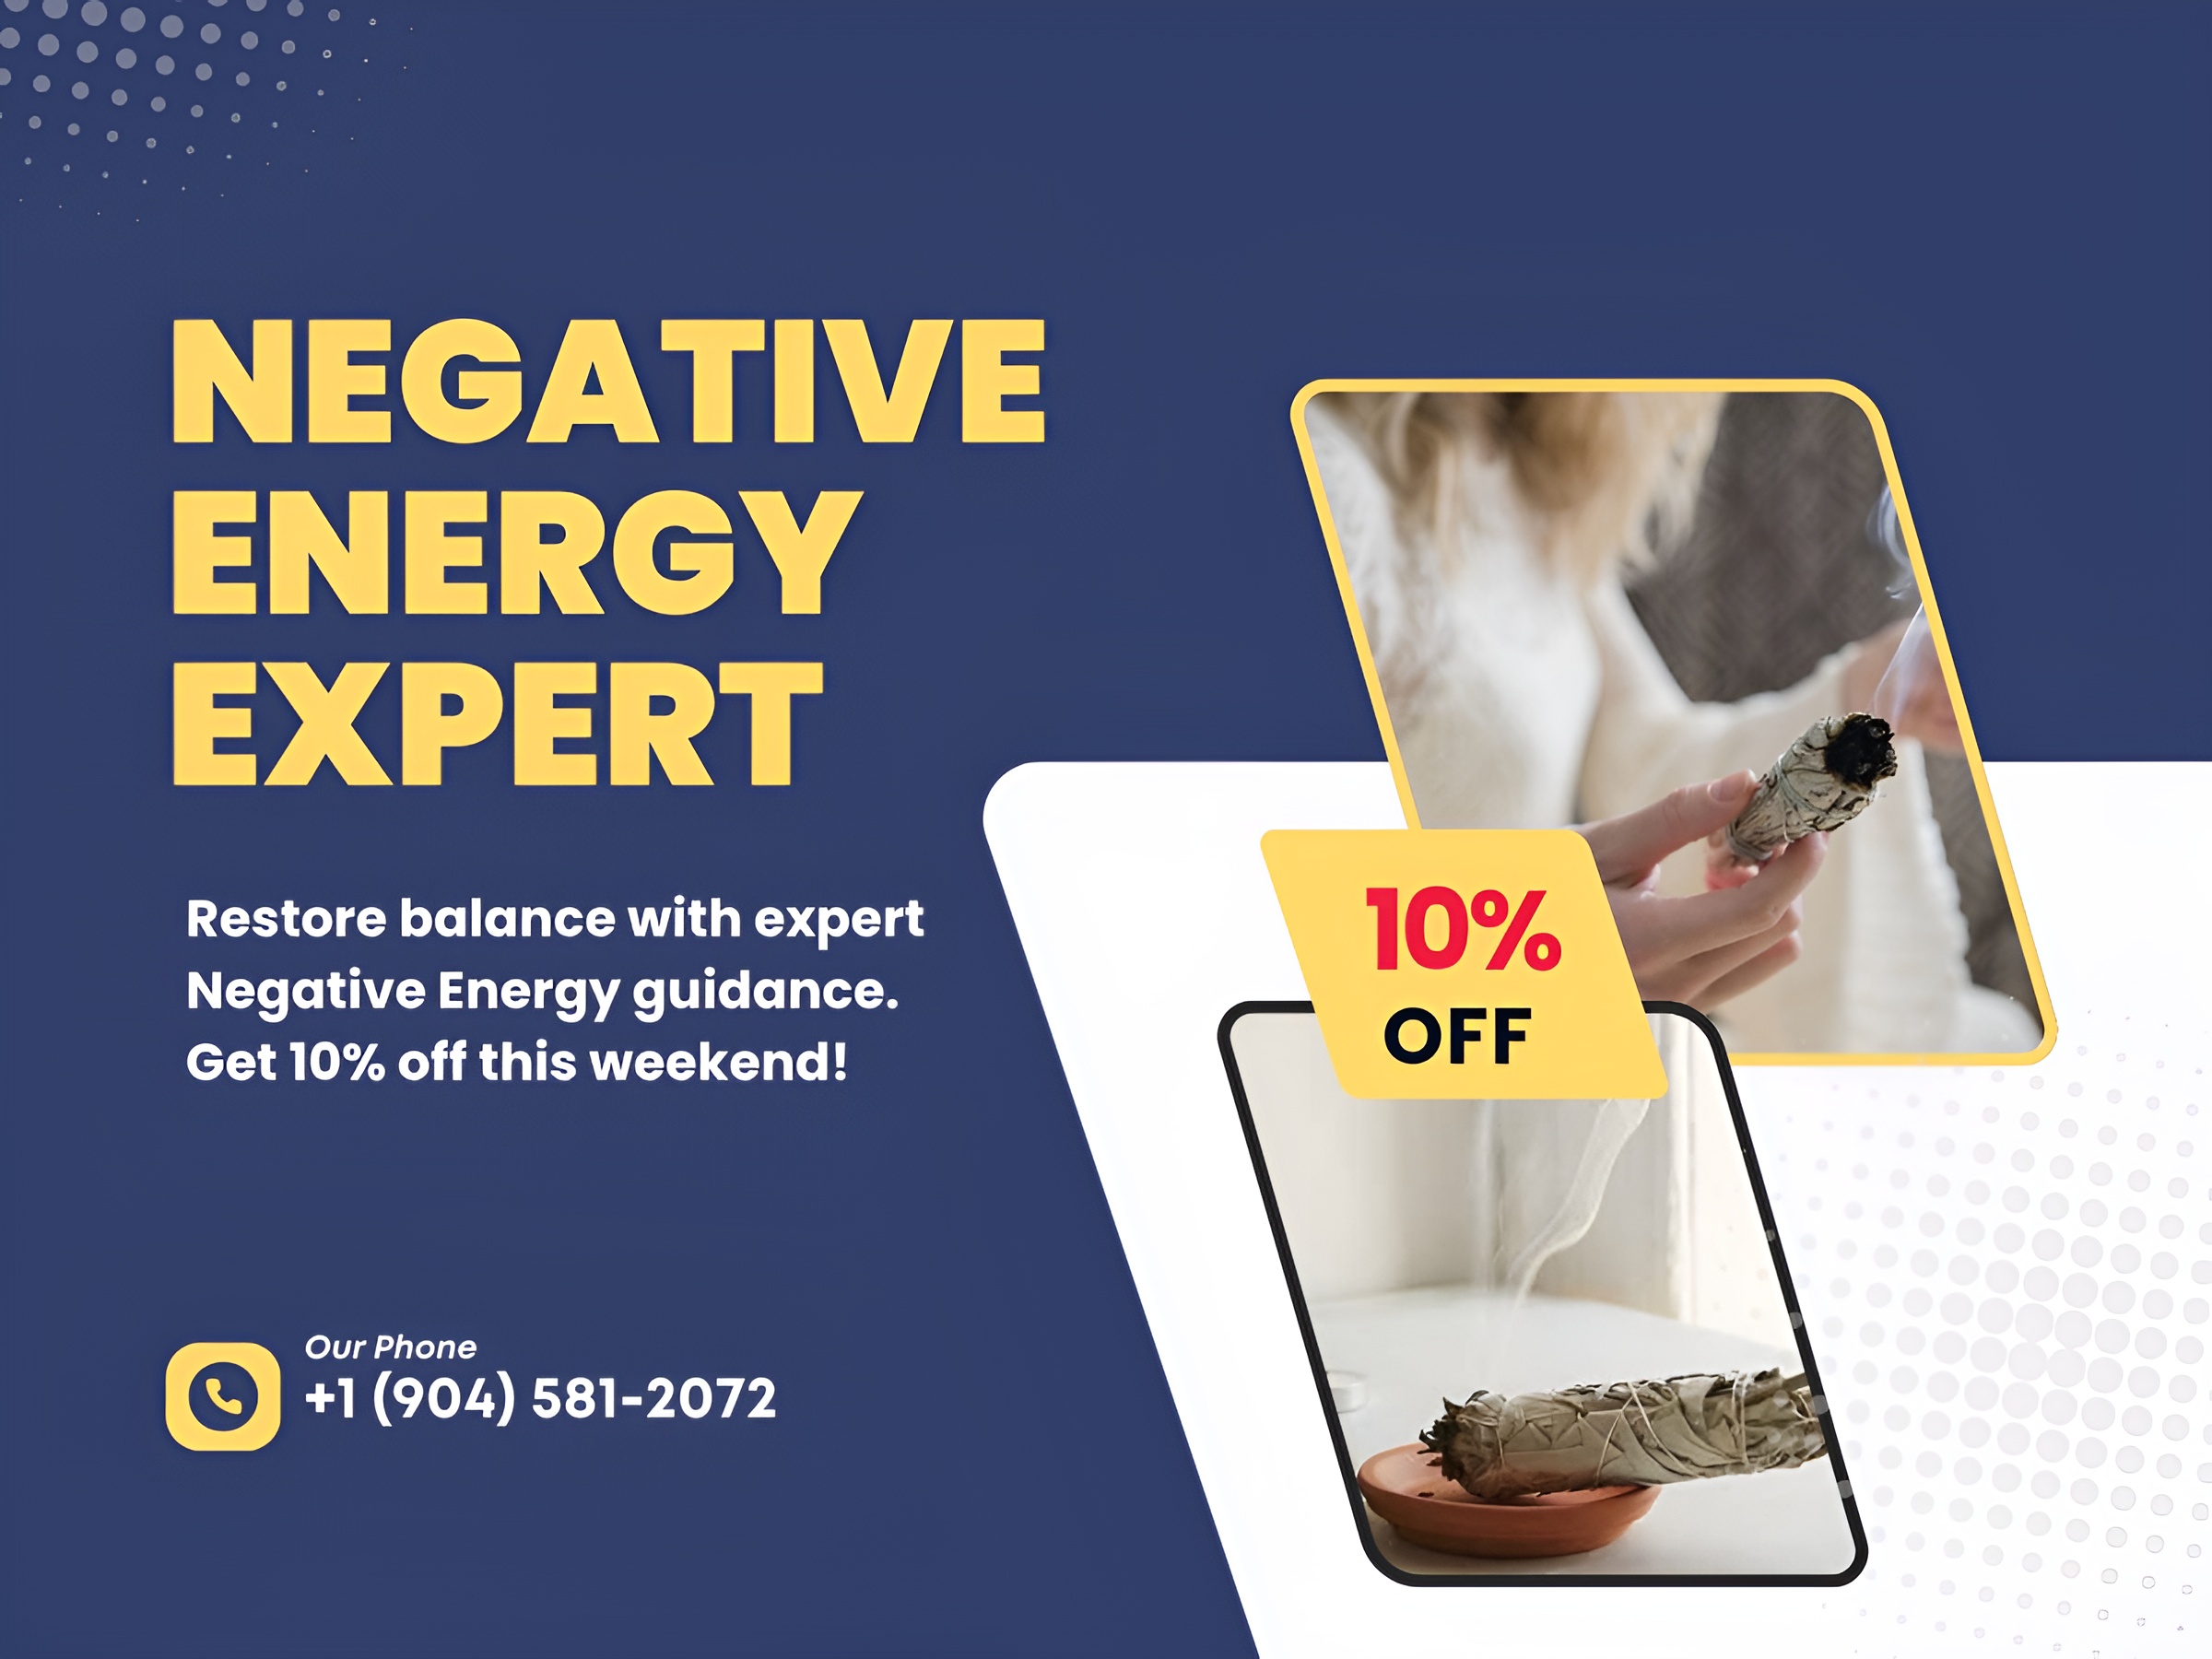 NEGATIVE
ENERGY
EXPERT
Restore balance with expert
Negative Energy guidance.
Get 10% off this weekend!
10%
OFF
Our Phone
+1 (904) 581-2072